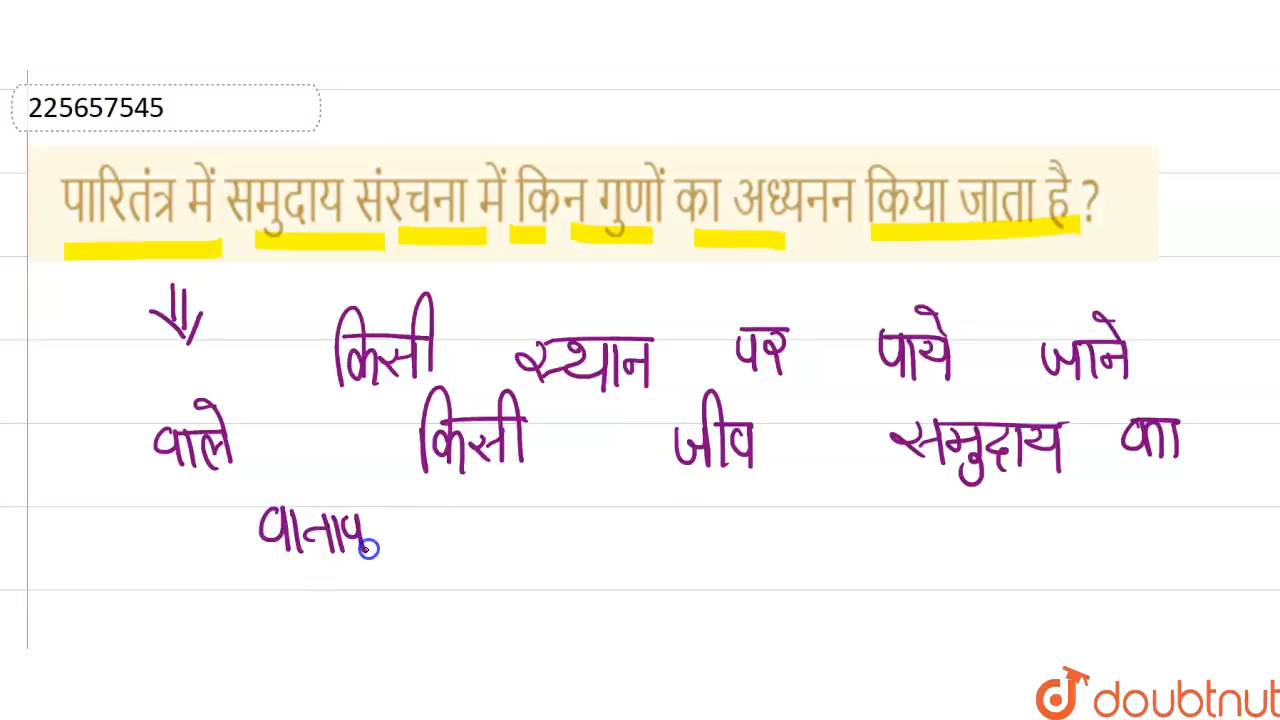 225657545
पारितंत्र में समुदाय संरचना में किन गुणों का अध्यनन किया जाता है ?
किसी स्थान पर पाये जाने
वाले किसी जीव समुदाय का
वाताव
doubtnut